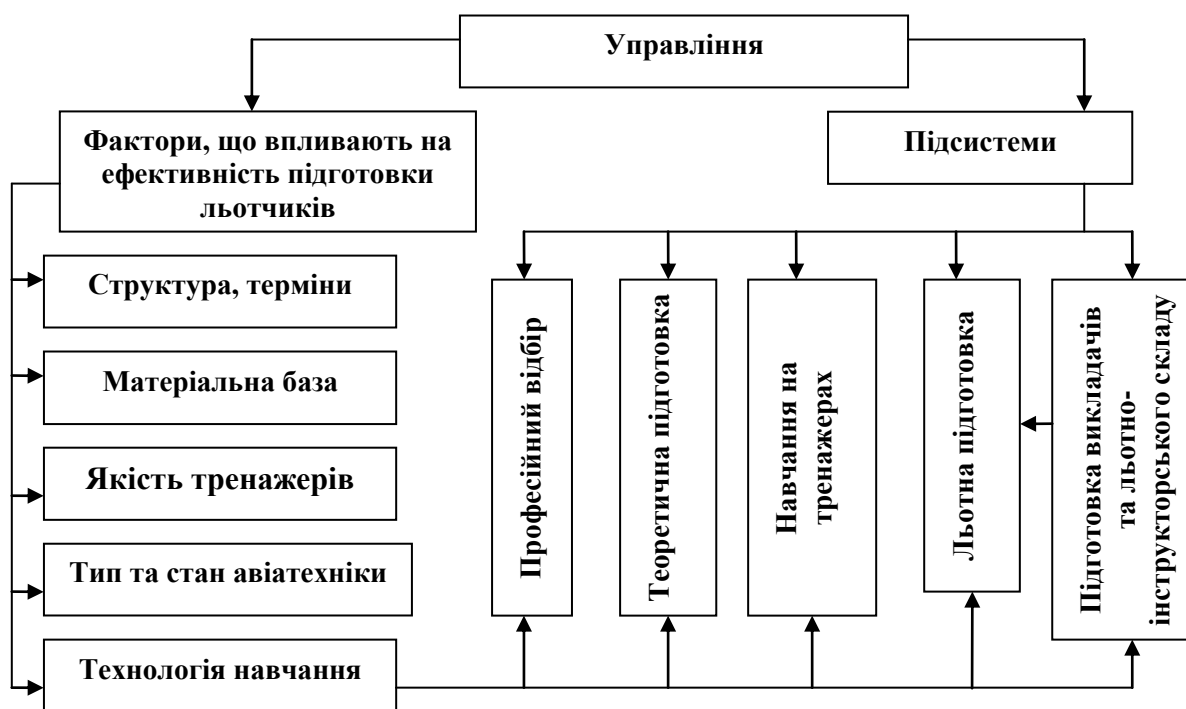 Управління
Фактори, що впливають на
ефективність підготовки
льотчиків
Підсистеми
Структура, терміни
Матеріальна база
Якість тренажерів
Тип та стан авіатехніки
Технологія навчання
Професійний відбір
Теоретична підготовка
Навчання на
тренажерах
Льотна підготовка
Підготовка викладачів
та льотно-
інструкторського складу